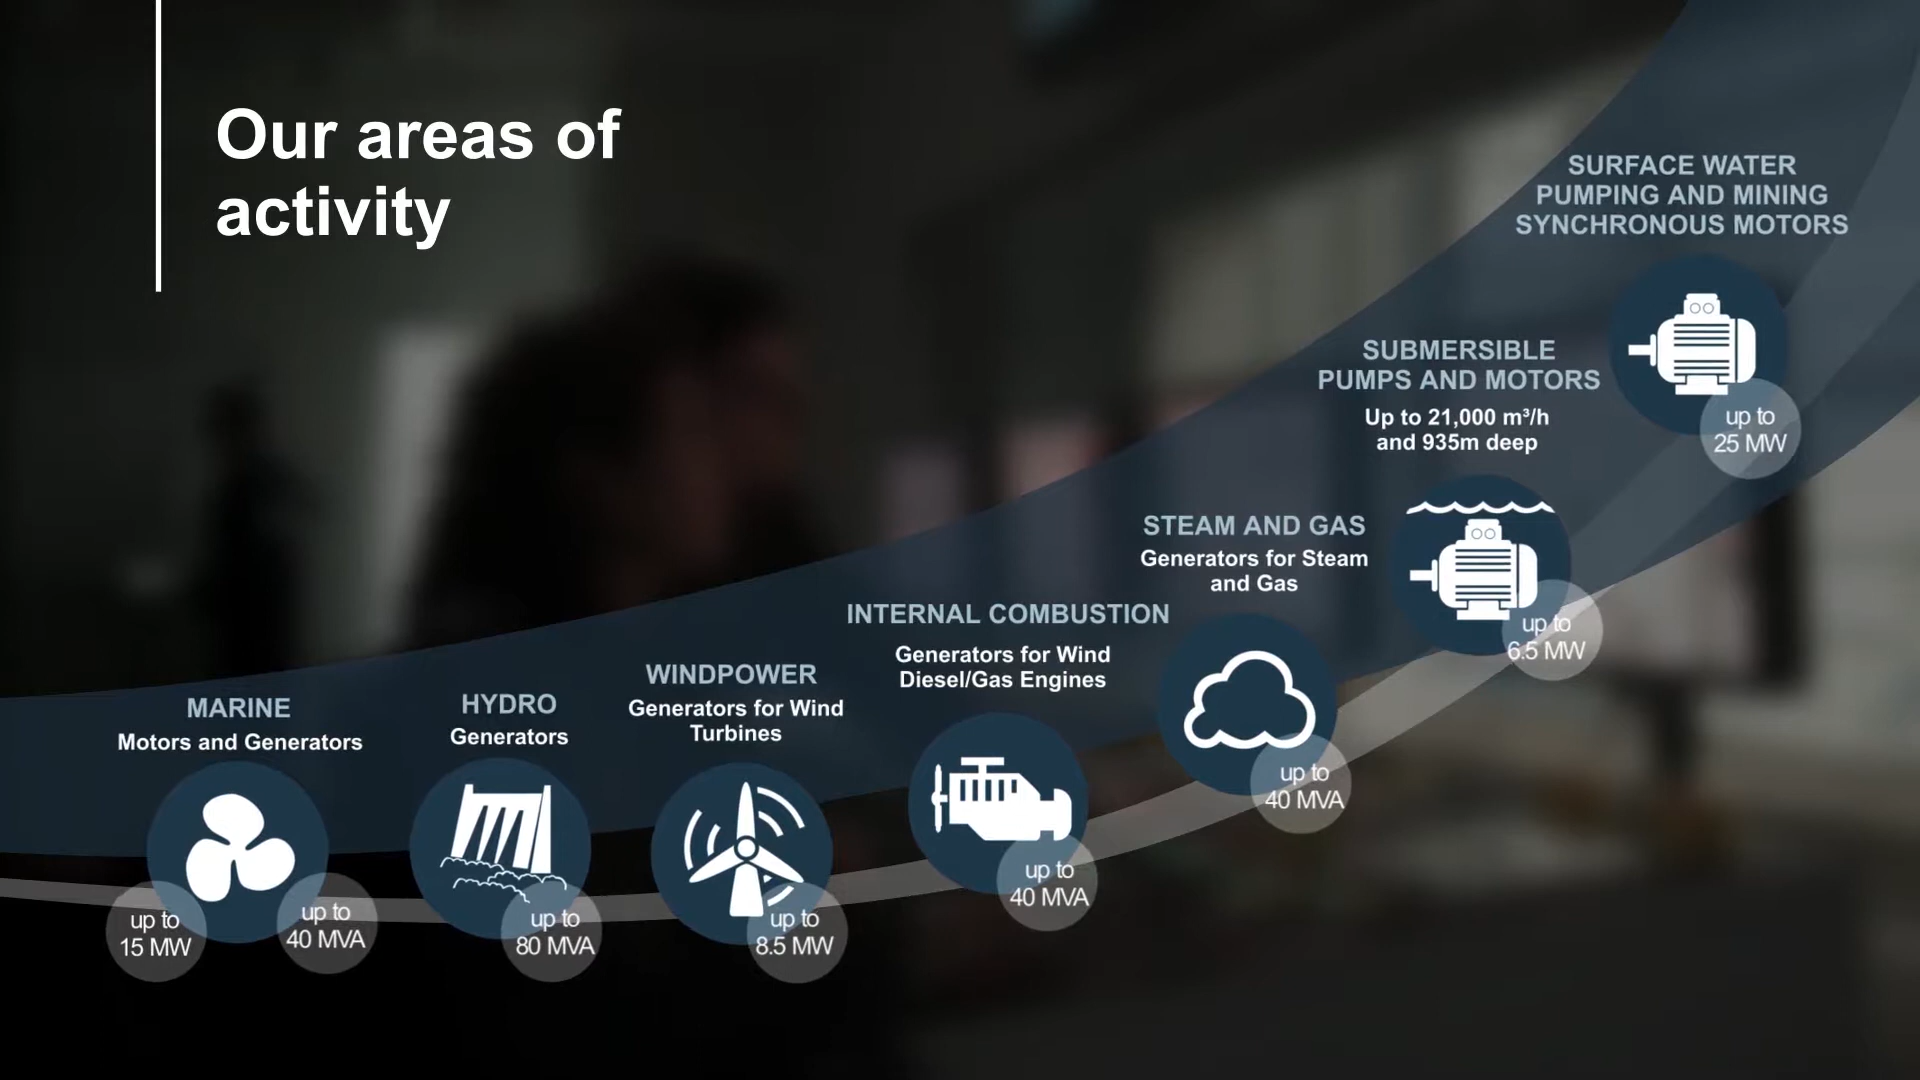 Our areas of
activity
SURFACE WATER
PUMPING AND MINING
SYNCHRONOUS MOTORS
up to
25 MW
SUBMERSIBLE
PUMPS AND MOTORS
Up to 21,000 m³/h
and 935m deep
up to
6.5 MW
STEAM AND GAS
Generators for Steam
and Gas
up to
40 MVA
INTERNAL COMBUSTION
Generators for Wind
Diesel/Gas Engines
up to
40 MVA
WINDPOWER
Generators for Wind
Turbines
up to
8.5 MW
HYDRO
Generators
up to
80 MVA
MARINE
Motors and Generators
up to
15 MW
up to
40 MVA